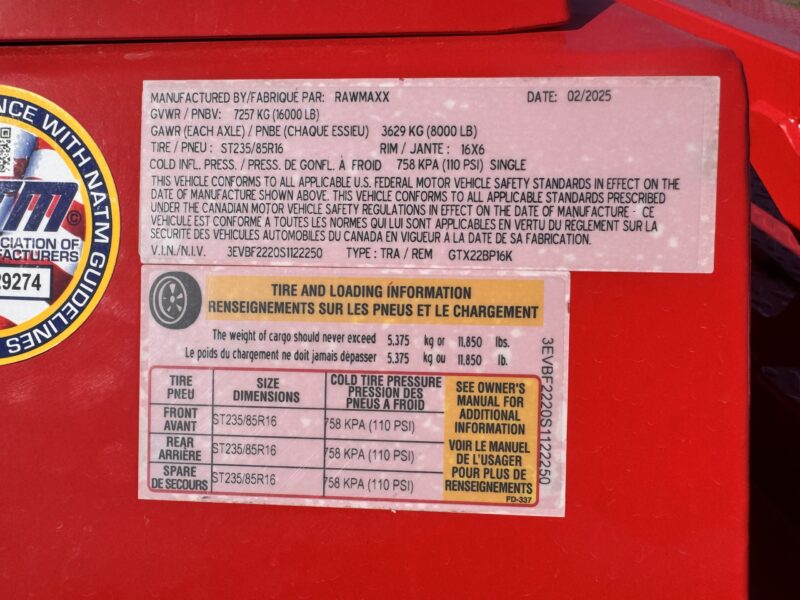 NCE WITH NATM GUIDELINES
TM ©
OCIATION OF
FACTURERS
29274
MANUFACTURED BY/FABRIQUÉ PAR: RAWMAXX DATE: 02/2025
GVWR / PNBV: 7257 KG (16000 LB)
GAWR (EACH AXLE) / PNBE (CHAQUE ESSIEU) 3629 KG (8000 LB)
TIRE / PNEU : ST235/85R16 RIM / JANTE : 16X6
COLD INFL. PRESS. / PRESS. DE GONFL. À FROID 758 KPA (110 PSI) SINGLE
THIS VEHICLE CONFORMS TO ALL APPLICABLE U.S. FEDERAL MOTOR VEHICLE SAFETY STANDARDS IN EFFECT ON THE
DATE OF MANUFACTURE SHOWN ABOVE. THIS VEHICLE CONFORMS TO ALL APPLICABLE STANDARDS PRESCRIBED
UNDER THE CANADIAN MOTOR VEHICLE SAFETY REGULATIONS IN EFFECT ON THE DATE OF MANUFACTURE - CE
VÉHICULE EST CONFORME À TOUTES LES NORMES QUI LUI SONT APPLICABLES EN VERTU DU RÈGLEMENT SUR LA
SÉCURITÉ DES VÉHICULES AUTOMOBILES DU CANADA EN VIGUEUR À LA DATE DE SA FABRICATION.
V.I.N./N.I.V. 3EVBF2220S1122250 TYPE : TRA / REM GTX22BP16K
TIRE AND LOADING INFORMATION
RENSEIGNEMENTS SUR LES PNEUS ET LE CHARGEMENT
The weight of cargo should never exceed 5.375 kg or 11,850 lbs.
Le poids du chargement ne doit jamais dépasser 5.375 kg ou 11,850 lb.
TIRE
PNEU
SIZE
DIMENSIONS
COLD TIRE PRESSURE
PRESSION DES
PNEUS A FROID
FRONT
AVANT
ST235/85R16
758 KPA (110 PSI)
REAR
ARRIÈRE
ST235/85R16
758 KPA (110 PSI)
SPARE
DE SECOURS
ST235/85R16
758 KPA (110 PSI)
SEE OWNER'S
MANUAL FOR
ADDITIONAL
INFORMATION
VOIR LE MANUEL
DE L'USAGER
POUR PLUS DE
RENSEIGNEMENTS
FD-337
3EVBF2220S1122250